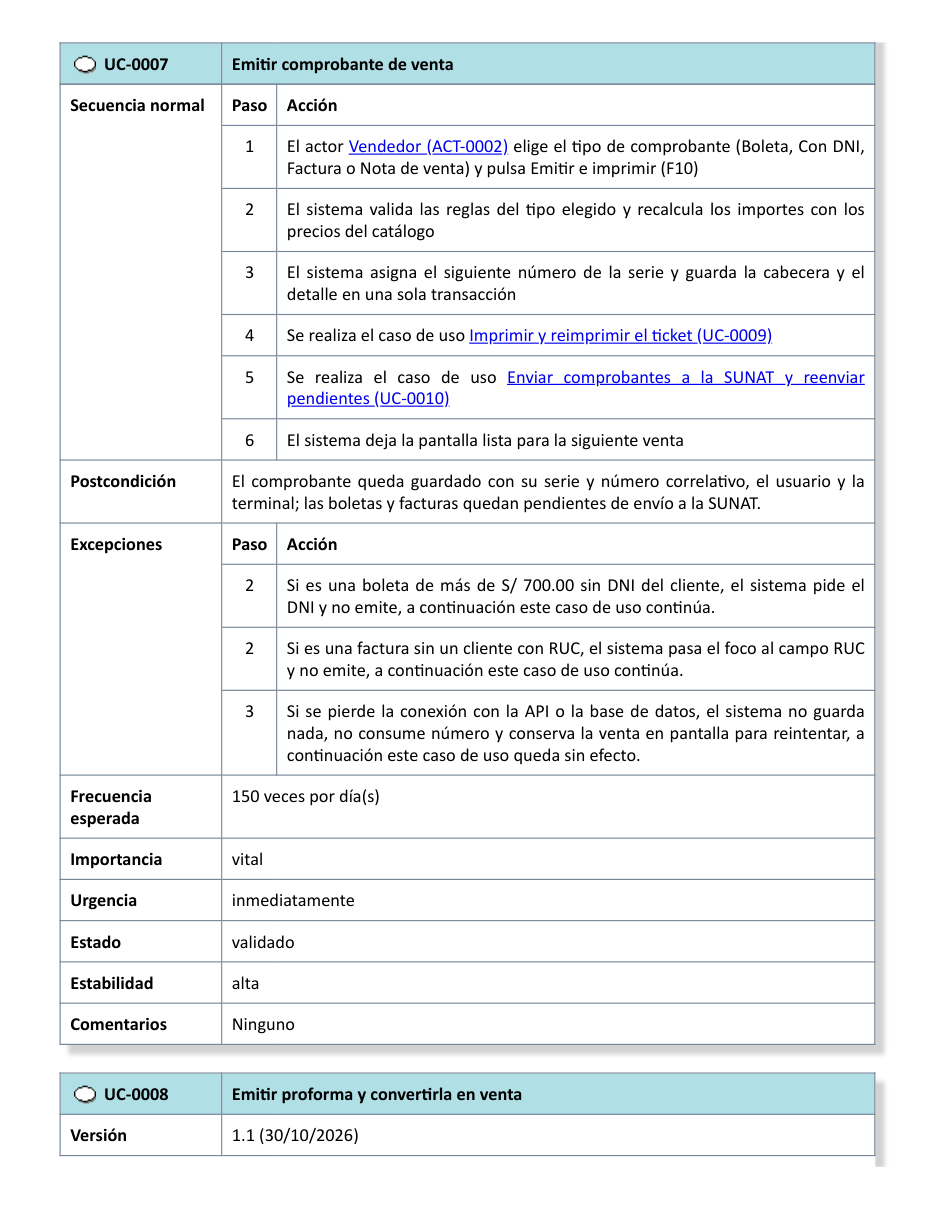 UC-0007 Emitir comprobante de venta
Secuencia normal Paso Acción
1 El actor Vendedor (ACT-0002) elige el tipo de comprobante (Boleta, Con DNI,
Factura o Nota de venta) y pulsa Emitir e imprimir (F10)
2 El sistema valida las reglas del tipo elegido y recalcula los importes con los
precios del catálogo
3 El sistema asigna el siguiente número de la serie y guarda la cabecera y el
detalle en una sola transacción
4 Se realiza el caso de uso Imprimir y reimprimir el ticket (UC-0009)
5 Se realiza el caso de uso Enviar comprobantes a la SUNAT y reenviar
pendientes (UC-0010)
6 El sistema deja la pantalla lista para la siguiente venta
Postcondición El comprobante queda guardado con su serie y número correlativo, el usuario y la
terminal; las boletas y facturas quedan pendientes de envío a la SUNAT.
Excepciones Paso Acción
2 Si es una boleta de más de S/ 700.00 sin DNI del cliente, el sistema pide el
DNI y no emite, a continuación este caso de uso continúa.
2 Si es una factura sin un cliente con RUC, el sistema pasa el foco al campo RUC
y no emite, a continuación este caso de uso continúa.
3 Si se pierde la conexión con la API o la base de datos, el sistema no guarda
nada, no consume número y conserva la venta en pantalla para reintentar, a
continuación este caso de uso queda sin efecto.
Frecuencia
esperada 150 veces por día(s)
Importancia vital
Urgencia inmediatamente
Estado validado
Estabilidad alta
Comentarios Ninguno
UC-0008 Emitir proforma y convertirla en venta
Versión 1.1 (30/10/2026)